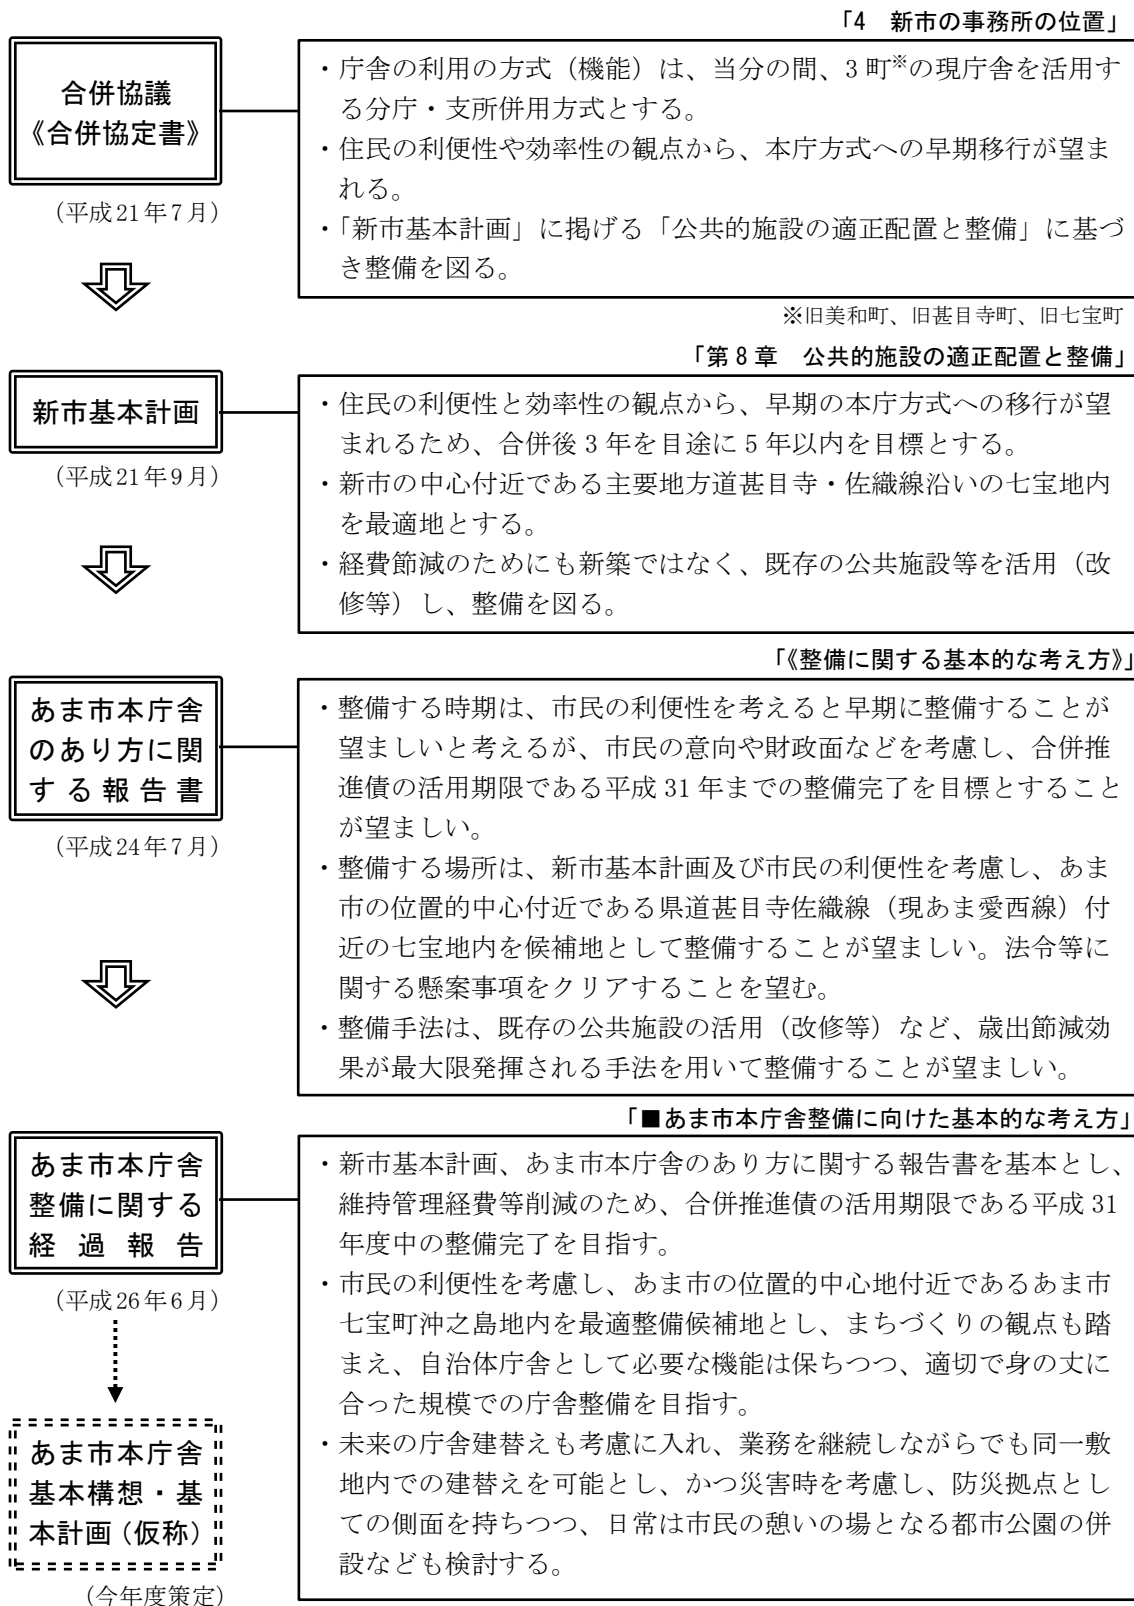 「4　新市の事務所の位置」
合併協議
《合併協定書》
(平成21年7月)
・庁舎の利用の方式（機能）は、当分の間、3 町※の現庁舎を活用す
る分庁・支所併用方式とする。
・住民の利便性や効率性の観点から、本庁方式への早期移行が望ま
れる。
・「新市基本計画」に掲げる「公共的施設の適正配置と整備」に基づ
き整備を図る。
※旧美和町、旧甚目寺町、旧七宝町
「第 8 章　公共的施設の適正配置と整備」
新市基本計画
(平成21年9月)
・住民の利便性と効率性の観点から、早期の本庁方式への移行が望
まれるため、合併後 3 年を目途に 5 年以内を目標とする。
・新市の中心付近である主要地方道甚目寺・佐織線沿いの七宝地内
を最適地とする。
・経費節減のためにも新築ではなく、既存の公共施設等を活用（改
修等）し、整備を図る。
「《整備に関する基本的な考え方》」
あま市本庁舎
のあり方に関
する報告書
(平成24年7月)
・整備する時期は、市民の利便性を考えると早期に整備することが
望ましいと考えるが、市民の意向や財政面などを考慮し、合併推
進債の活用期限である平成 31 年までの整備完了を目標とすること
が望ましい。
・整備する場所は、新市基本計画及び市民の利便性を考慮し、あま
市の位置的中心付近である県道甚目寺佐織線（現あま愛西線）付
近の七宝地内を候補地として整備することが望ましい。法令等に
関する懸案事項をクリアすることを望む。
・整備手法は、既存の公共施設の活用（改修等）など、歳出節減効
果が最大限発揮される手法を用いて整備することが望ましい。
「■あま市本庁舎整備に向けた基本的な考え方」
あま市本庁舎
整備に関する
経過報告
(平成26年6月)
・新市基本計画、あま市本庁舎のあり方に関する報告書を基本とし、
維持管理経費等削減のため、合併推進債の活用期限である平成 31
年度中の整備完了を目指す。
・市民の利便性を考慮し、あま市の位置的中心地付近であるあま市
七宝町沖之島地内を最適整備候補地とし、まちづくりの観点も踏
まえ、自治体庁舎として必要な機能は保ちつつ、適切で身の丈に
合った規模での庁舎整備を目指す。
・未来の庁舎建替えも考慮に入れ、業務を継続しながらでも同一敷
地内での建替えを可能とし、かつ災害時を考慮し、防災拠点とし
ての側面を持ちつつ、日常は市民の憩いの場となる都市公園の併
設なども検討する。
あま市本庁舎
基本構想・基
本計画（仮称）
(今年度策定)